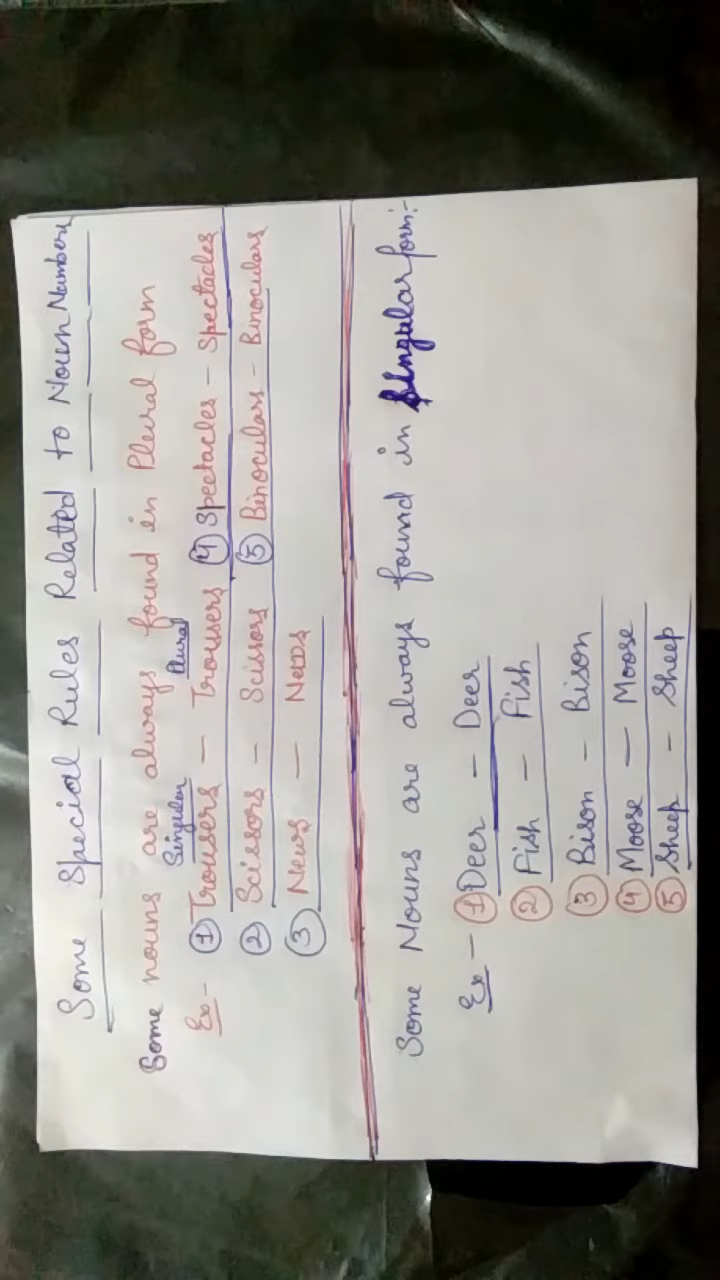 Some Special Rules Related to Noun Numbers
Some nouns are always found in Plural form
Singular Plural
Ex- ① Trousers — Trousers ④ Spectacles - Spectacles
② Scissors - Scissors ⑤ Binoculars - Binoculars
③ News — News
Some Nouns are always found in Singular form:-
Ex - ① Deer - Deer
② Fish - Fish
③ Bison - Bison
④ Moose - Moose
⑤ Sheep - Sheep